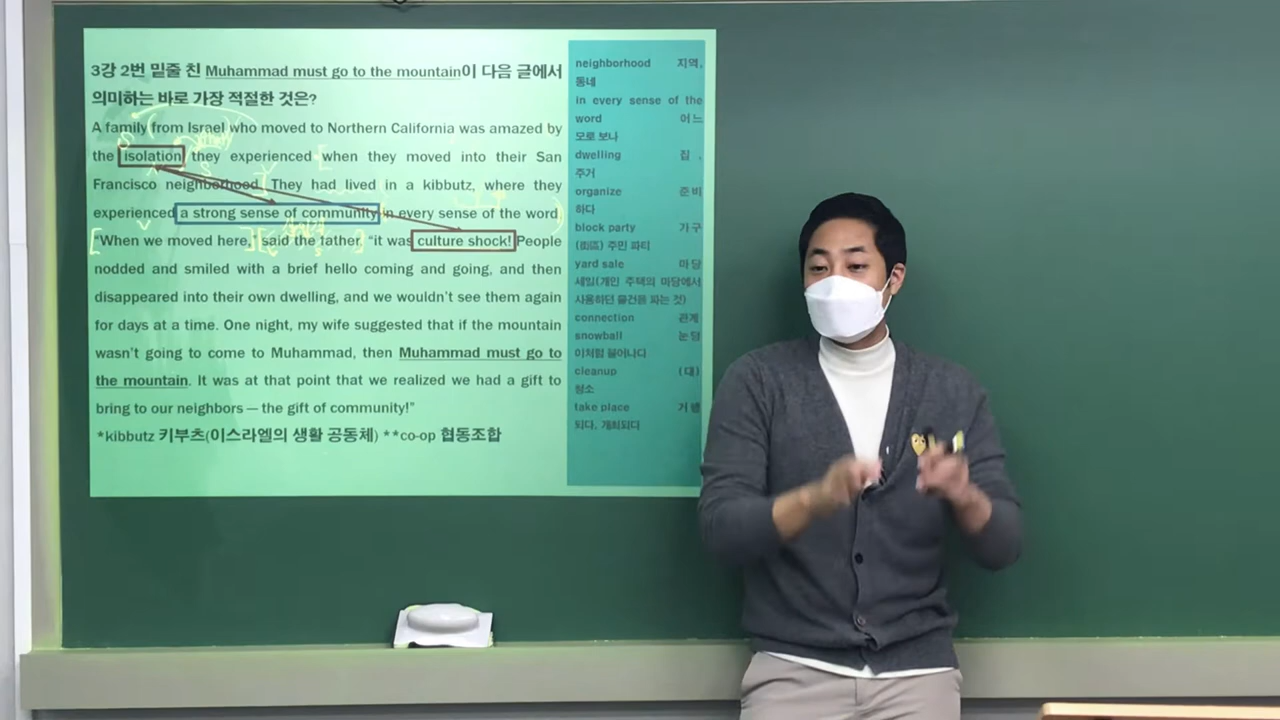 3강 2번 밑줄 친 Muhammad must go to the mountain이 다음 글에서
의미하는 바로 가장 적절한 것은?
A family from Israel who moved to Northern California was amazed by
the isolation they experienced when they moved into their San
Francisco neighborhood. They had lived in a kibbutz, where they
experienced a strong sense of community in every sense of the word
"When we moved here," said the father, "it was culture shock! People
nodded and smiled with a brief hello coming and going, and then
disappeared into their own dwelling, and we wouldn't see them again
for days at a time. One night, my wife suggested that if the mountain
wasn't going to come to Muhammad, then Muhammad must go to
the mountain. It was at that point that we realized we had a gift to
bring to our neighbors — the gift of community!"
*kibbutz 키부츠(이스라엘의 생활 공동체) **co-op 협동조합
neighborhood 지역,
동네
in every sense of the
word 어느
모로 보나
dwelling 집,
주거
organize 준비
하다
block party 가구
(街區) 주민 파티
yard sale 마당
세일(개인 주택의 마당에서
사용하던 물건을 파는 것)
connection 관계
snowball 눈덩
이처럼 불어나다
cleanup (대)
청소
take place 거행
되다, 개최되다